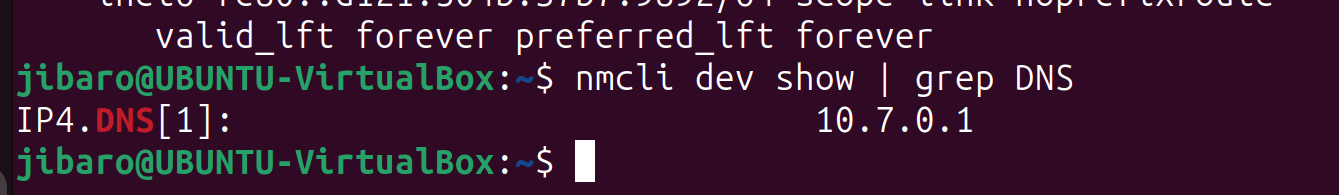 valid_lft forever preferred_lft forever
jibaro@UBUNTU-VirtualBox:~$ nmcli dev show | grep DNS
IP4.DNS[1]:                             10.7.0.1
jibaro@UBUNTU-VirtualBox:~$